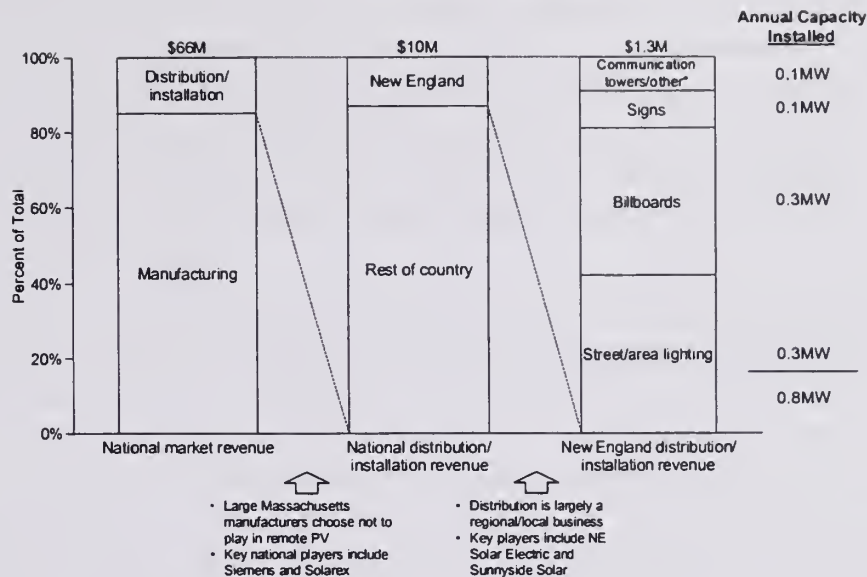 Annual Capacity
Installed
$66M
$10M
$1.3M
100%
80%
60%
40%
20%
0%
Percent of Total
Distribution/
installation
Manufacturing
New England
Rest of country
Communication
towers/other*
Signs
Billboards
Street/area lighting
0.1MW
0.1MW
0.3MW
0.3MW
0.8MW
National market revenue
National distribution/
installation revenue
New England distribution/
installation revenue
• Large Massachusetts
manufacturers choose not to
play in remote PV
• Key national players include
Siemens and Solarex
• Distribution is largely a
regional/local business
• Key players include NE
Solar Electric and
Sunnyside Solar